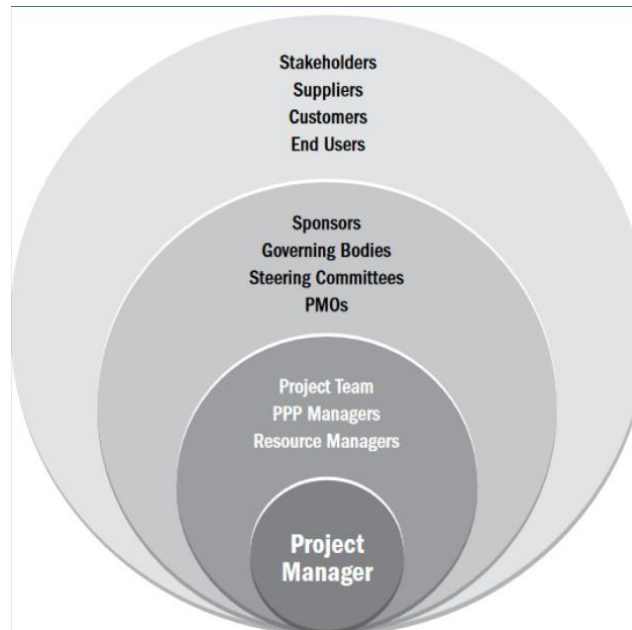 Stakeholders
Suppliers
Customers
End Users
Sponsors
Governing Bodies
Steering Committees
PMOs
Project Team
PPP Managers
Resource Managers
Project
Manager